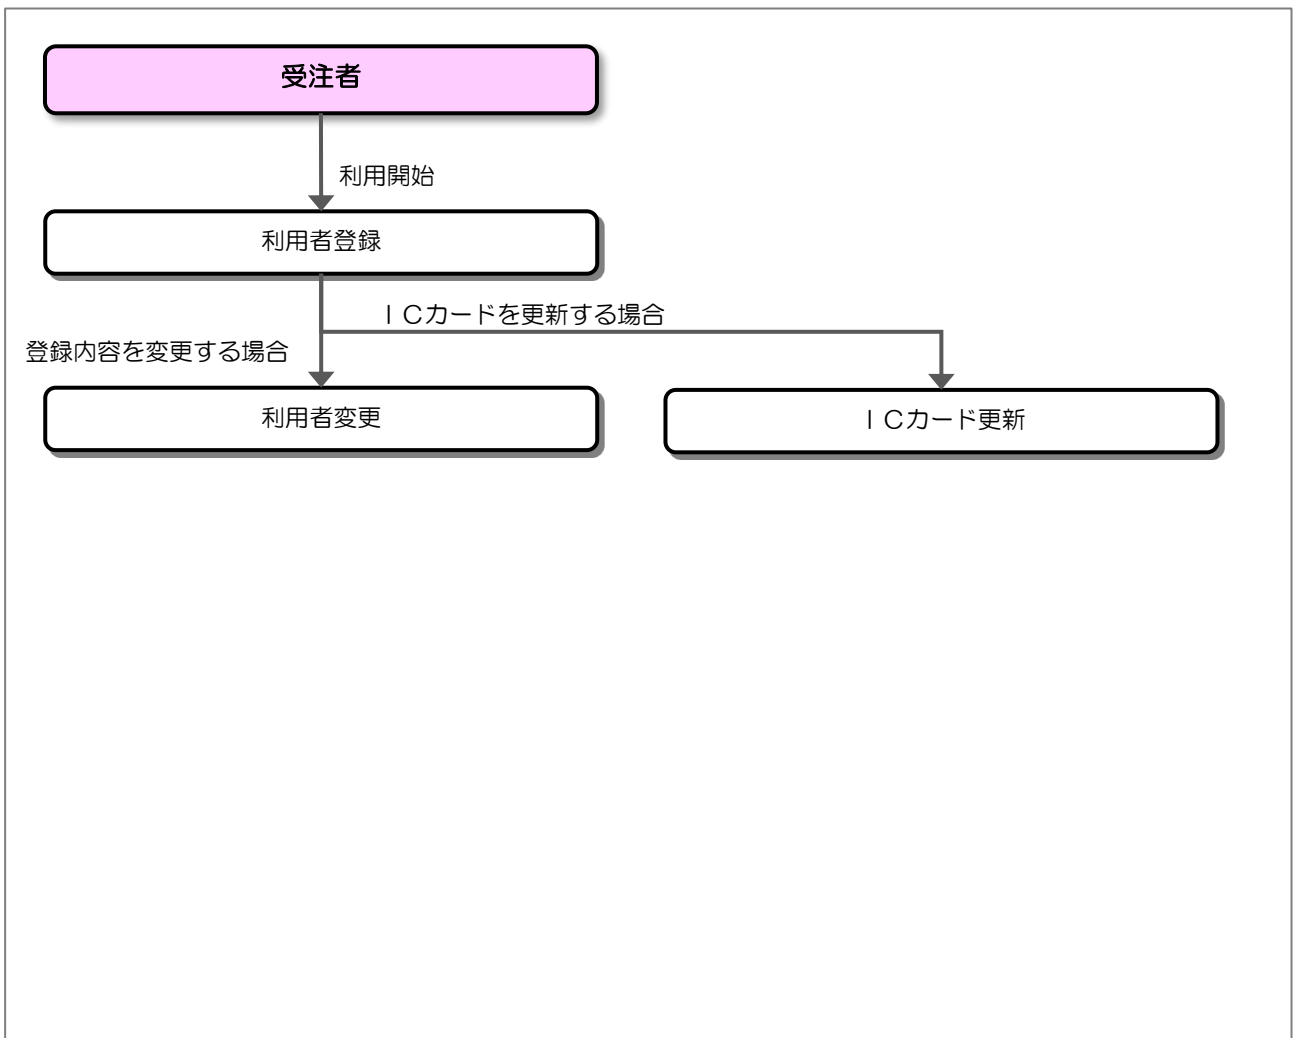 受注者
利用開始
利用者登録
ＩＣカードを更新する場合
登録内容を変更する場合
利用者変更
ＩＣカード更新